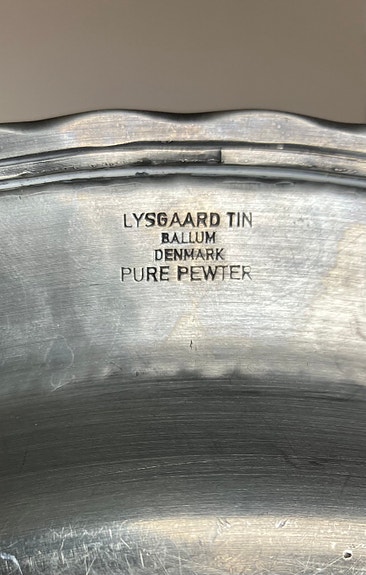 LYSGAARD TIN
BALLUM
DENMARK
PURE PEWTER